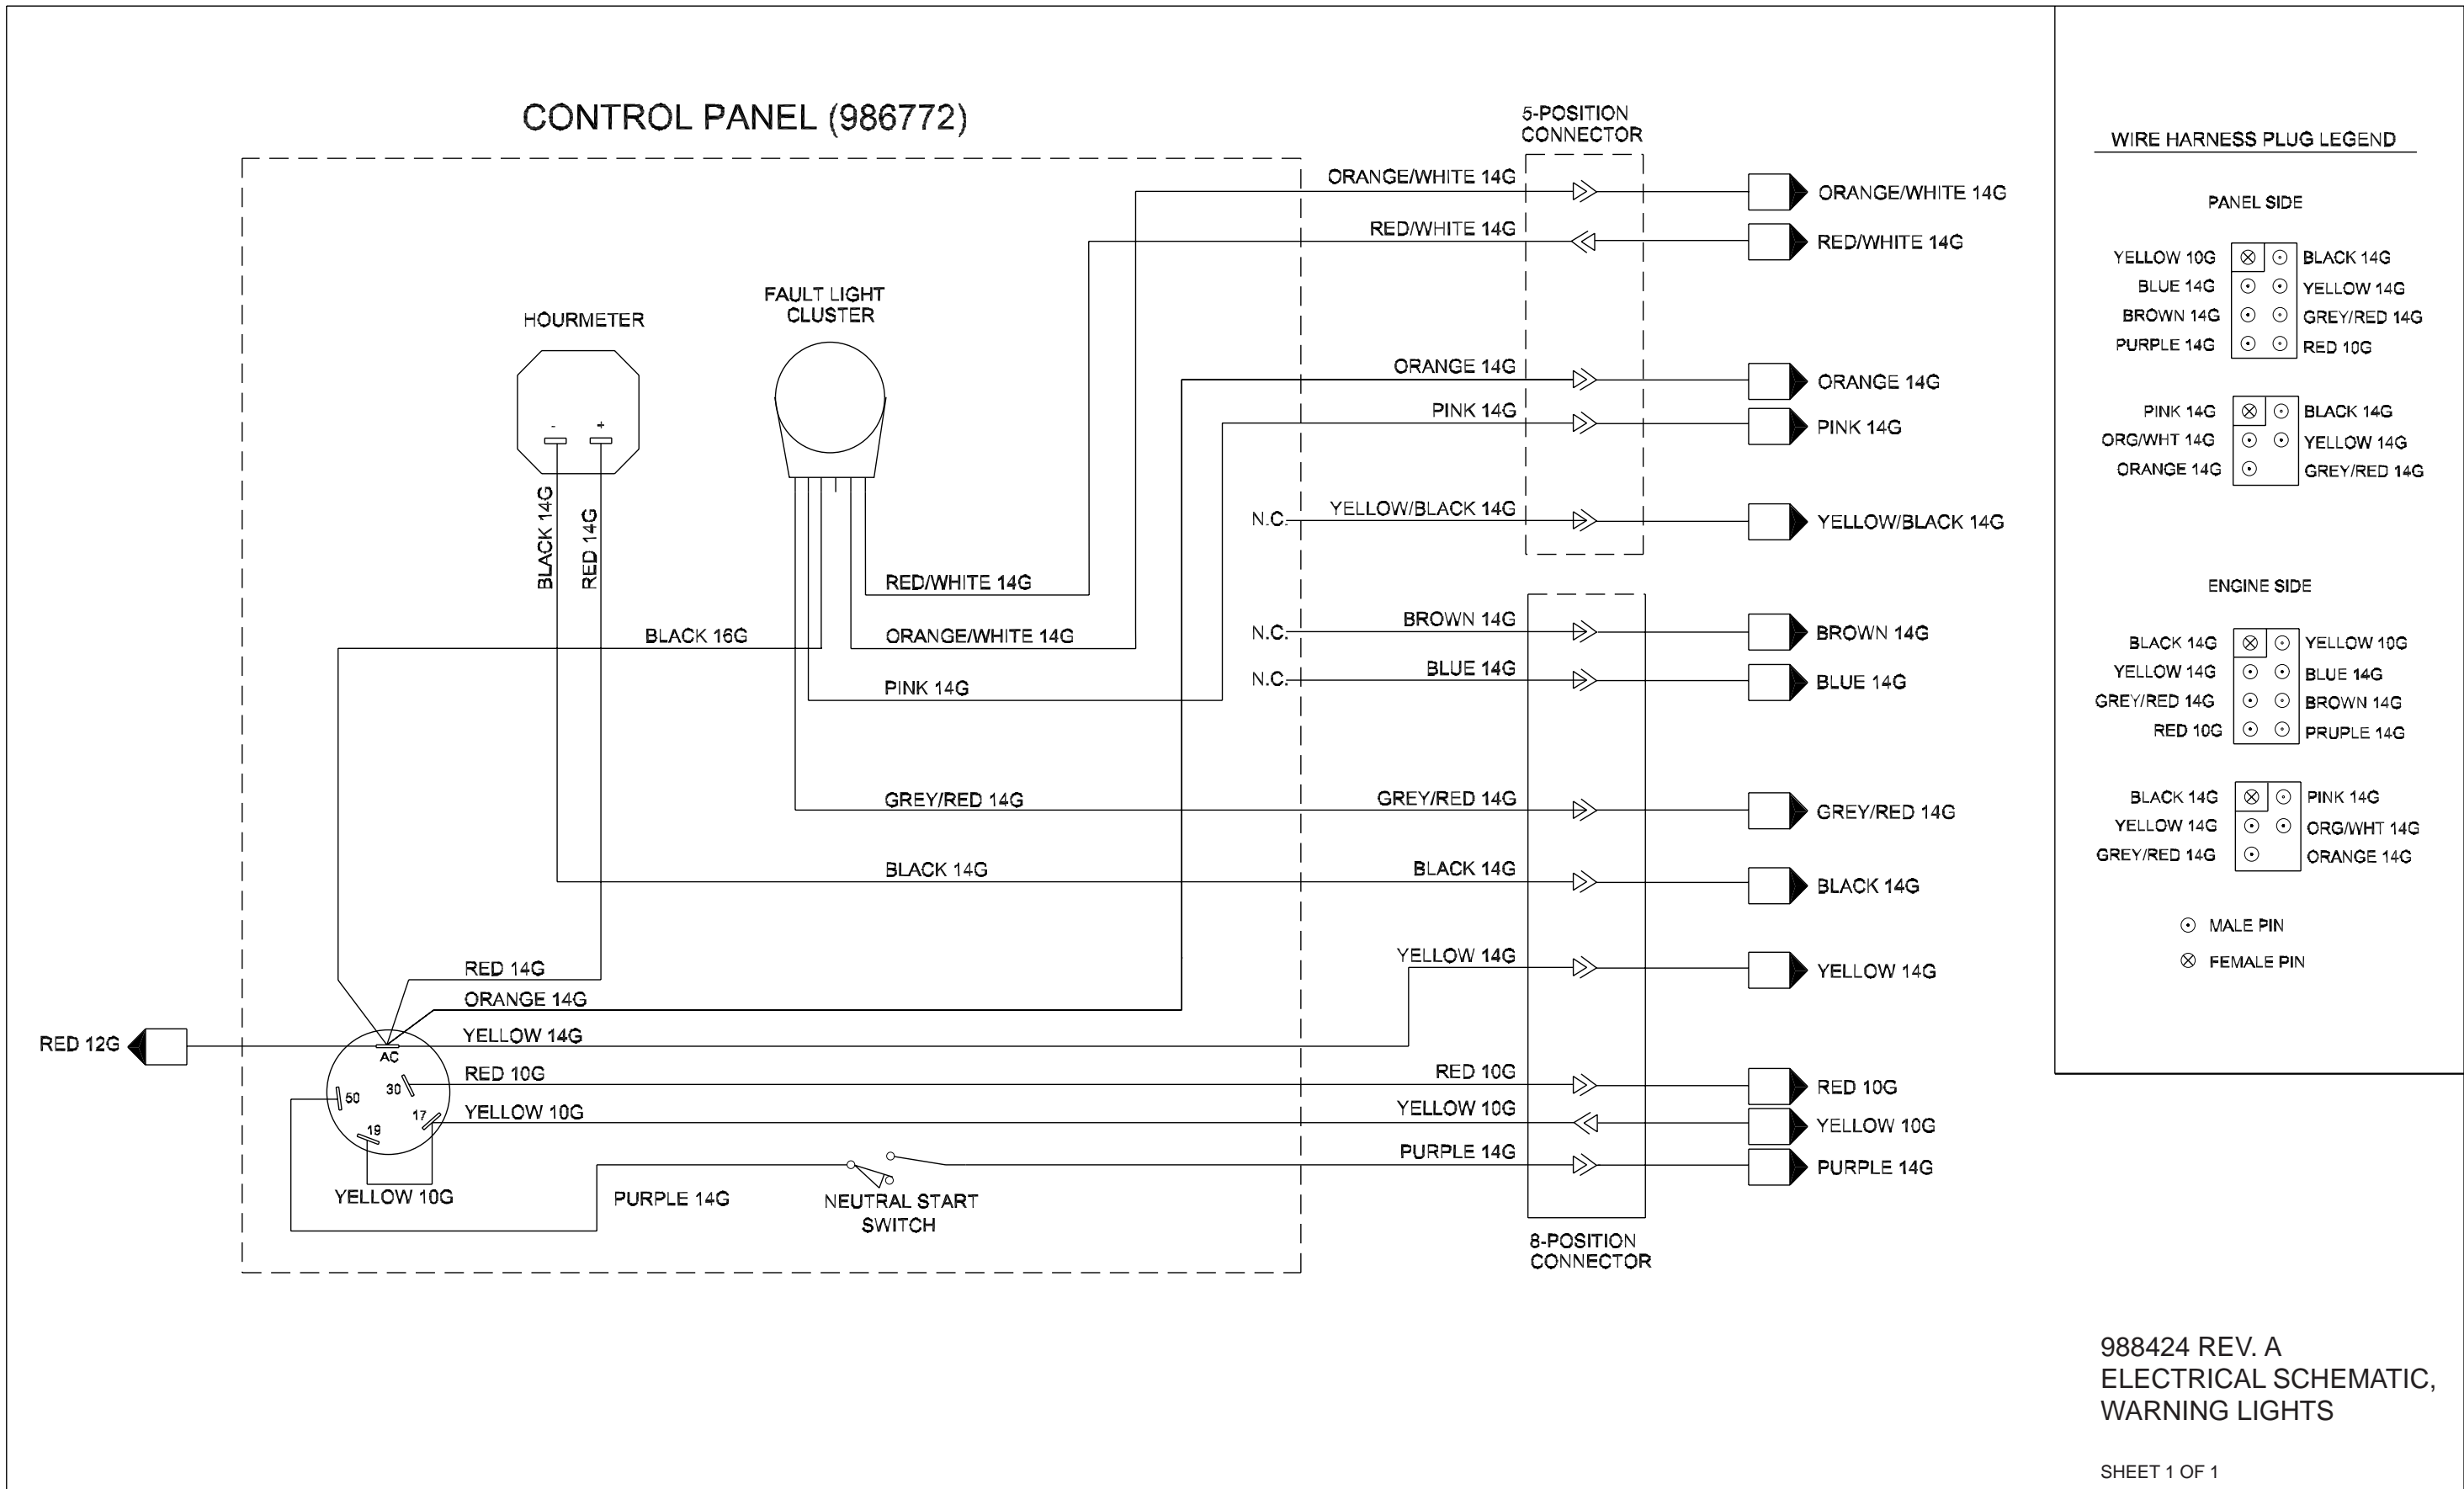 CONTROL PANEL (986772)
5-POSITION
CONNECTOR
ORANGE/WHITE 14G
ORANGE/WHITE 14G
RED/WHITE 14G
RED/WHITE 14G
FAULT LIGHT
CLUSTER
HOURMETER
- +
ORANGE 14G
ORANGE 14G
PINK 14G
PINK 14G
BLACK 14G
RED 14G
N.C.
YELLOW/BLACK 14G
YELLOW/BLACK 14G
RED/WHITE 14G
BLACK 16G
ORANGE/WHITE 14G
N.C.
BROWN 14G
BROWN 14G
PINK 14G
N.C.
BLUE 14G
BLUE 14G
GREY/RED 14G
GREY/RED 14G
GREY/RED 14G
BLACK 14G
BLACK 14G
BLACK 14G
RED 14G
YELLOW 14G
YELLOW 14G
ORANGE 14G
RED 12G
YELLOW 14G
AC
RED 10G
RED 10G
RED 10G
30
50
17
19
YELLOW 10G
YELLOW 10G
YELLOW 10G
PURPLE 14G
PURPLE 14G
YELLOW 10G
PURPLE 14G
NEUTRAL START
SWITCH
8-POSITION
CONNECTOR
WIRE HARNESS PLUG LEGEND
PANEL SIDE
YELLOW 10G BLACK 14G
BLUE 14G YELLOW 14G
BROWN 14G GREY/RED 14G
PURPLE 14G RED 10G
PINK 14G BLACK 14G
ORG/WHT 14G YELLOW 14G
ORANGE 14G GREY/RED 14G
ENGINE SIDE
BLACK 14G YELLOW 10G
YELLOW 14G BLUE 14G
GREY/RED 14G BROWN 14G
RED 10G PRUPLE 14G
BLACK 14G PINK 14G
YELLOW 14G ORG/WHT 14G
GREY/RED 14G ORANGE 14G
MALE PIN
FEMALE PIN
988424 REV. A
ELECTRICAL SCHEMATIC,
WARNING LIGHTS
SHEET 1 OF 1